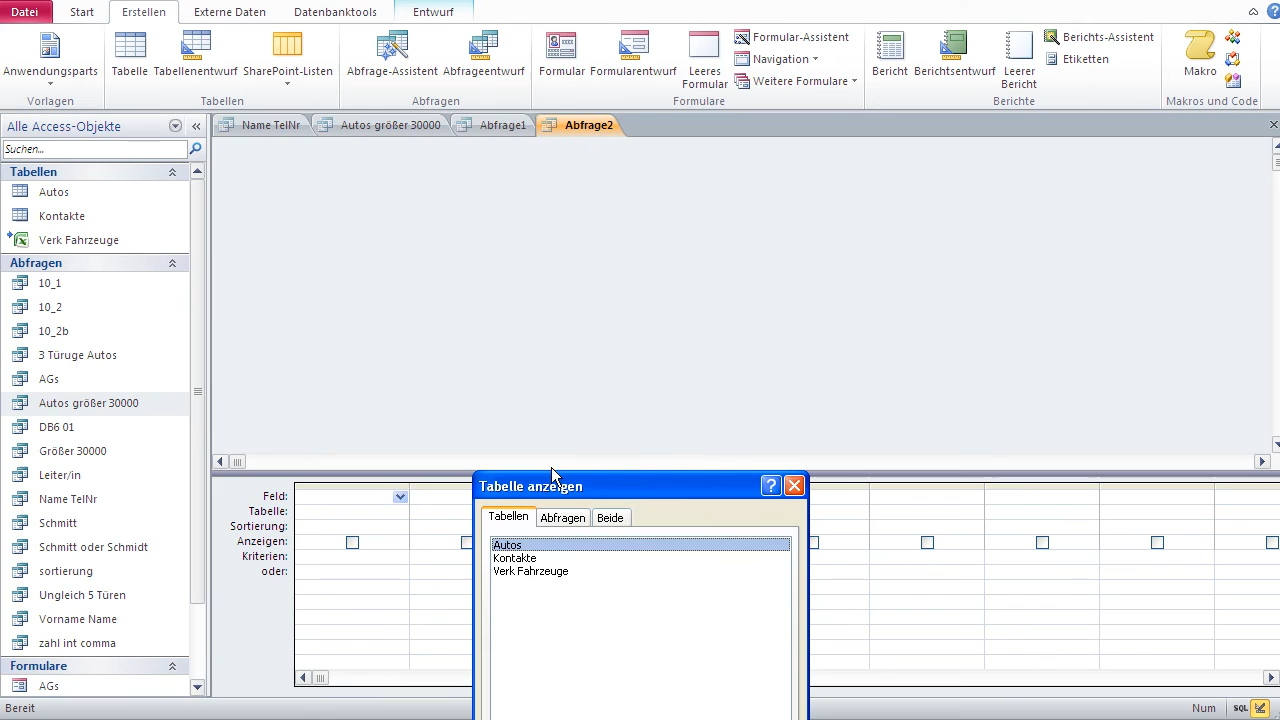 Datei Start Erstellen Externe Daten Datenbanktools Entwurf
Anwendungsparts Tabelle Tabellenentwurf SharePoint-Listen Abfrage-Assistent Abfrageentwurf Formular Formularentwurf Leeres Formular Formular-Assistent Bericht Berichtsentwurf Leerer Bericht Berichts-Assistent Makro
Navigation Etiketten
Weitere Formulare
Vorlagen Tabellen Abfragen Formulare Berichte Makros und Code
Alle Access-Objekte Name TelNr Autos größer 30000 Abfrage1 Abfrage2
Suchen...
Tabellen
Autos
Kontakte
Verk Fahrzeuge
Abfragen
10_1
10_2
10_2b
3 Türuge Autos
AGs
Autos größer 30000
DB6 01
Größer 30000
Leiter/in
Name TelNr
Schmitt
Schmitt oder Schmidt
sortierung
Ungleich 5 Türen
Vorname Name
zahl int comma
Formulare
AGs
Feld:
Tabelle:
Sortierung:
Anzeigen:
Kriterien:
oder:
Tabelle anzeigen
Tabellen Abfragen Beide
Autos
Kontakte
Verk Fahrzeuge
Bereit Num SQL